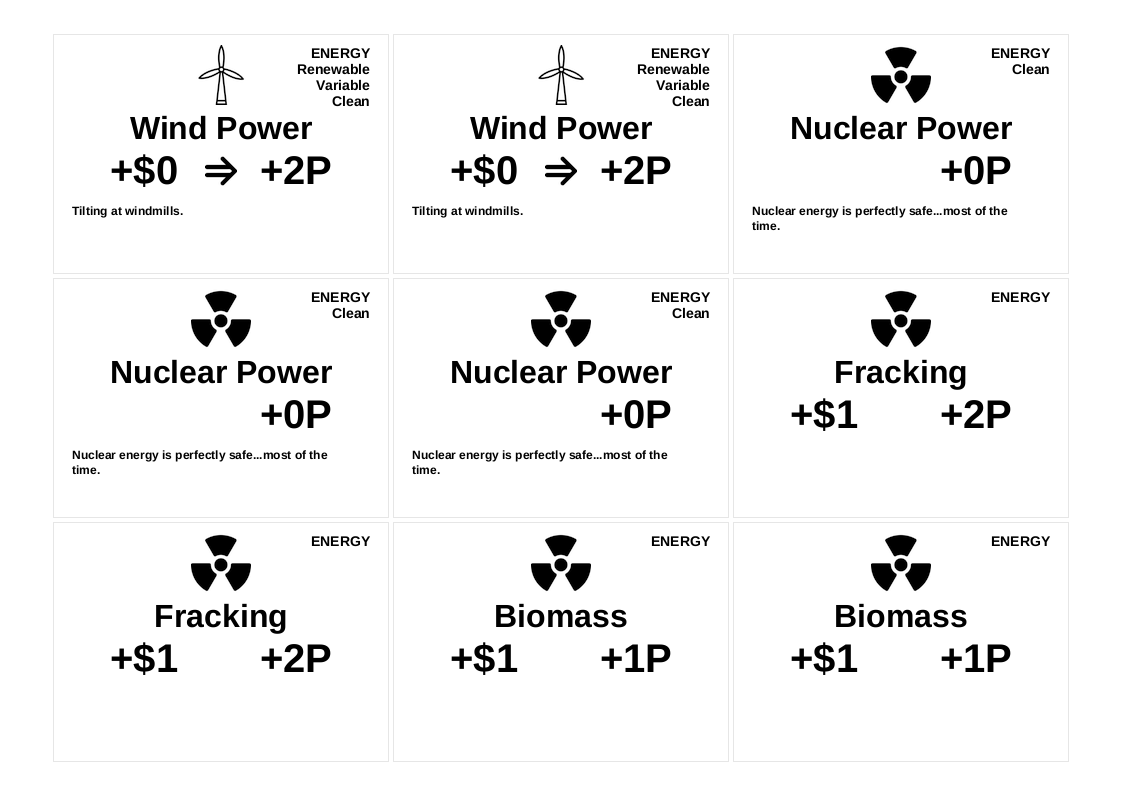 ENERGY
Renewable
Variable
Clean
Wind Power
+$0 ⇒ +2P
Tilting at windmills.
ENERGY
Renewable
Variable
Clean
Wind Power
+$0 ⇒ +2P
Tilting at windmills.
ENERGY
Clean
Nuclear Power
+0P
Nuclear energy is perfectly safe...most of the
time.
ENERGY
Clean
Nuclear Power
+0P
Nuclear energy is perfectly safe...most of the
time.
ENERGY
Clean
Nuclear Power
+0P
Nuclear energy is perfectly safe...most of the
time.
ENERGY
Fracking
+$1 +2P
ENERGY
Fracking
+$1 +2P
ENERGY
Biomass
+$1 +1P
ENERGY
Biomass
+$1 +1P